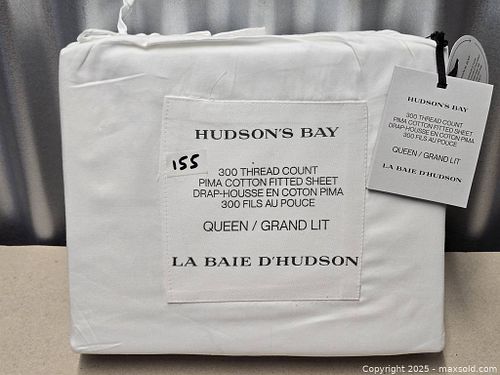 HUDSON'S BAY
155
300 THREAD COUNT
PIMA COTTON FITTED SHEET
DRAP-HOUSSE EN COTON PIMA
300 FILS AU POUCE
QUEEN / GRAND LIT
LA BAIE D'HUDSON
HUDSON'S BAY
300 THREAD COUNT
PIMA COTTON FITTED SHEET
DRAP-HOUSSE EN COTON PIMA
300 FILS AU POUCE
QUEEN / GRAND LIT
LA BAIE D'HUDSON
Copyright © 2025 - maxsold.com